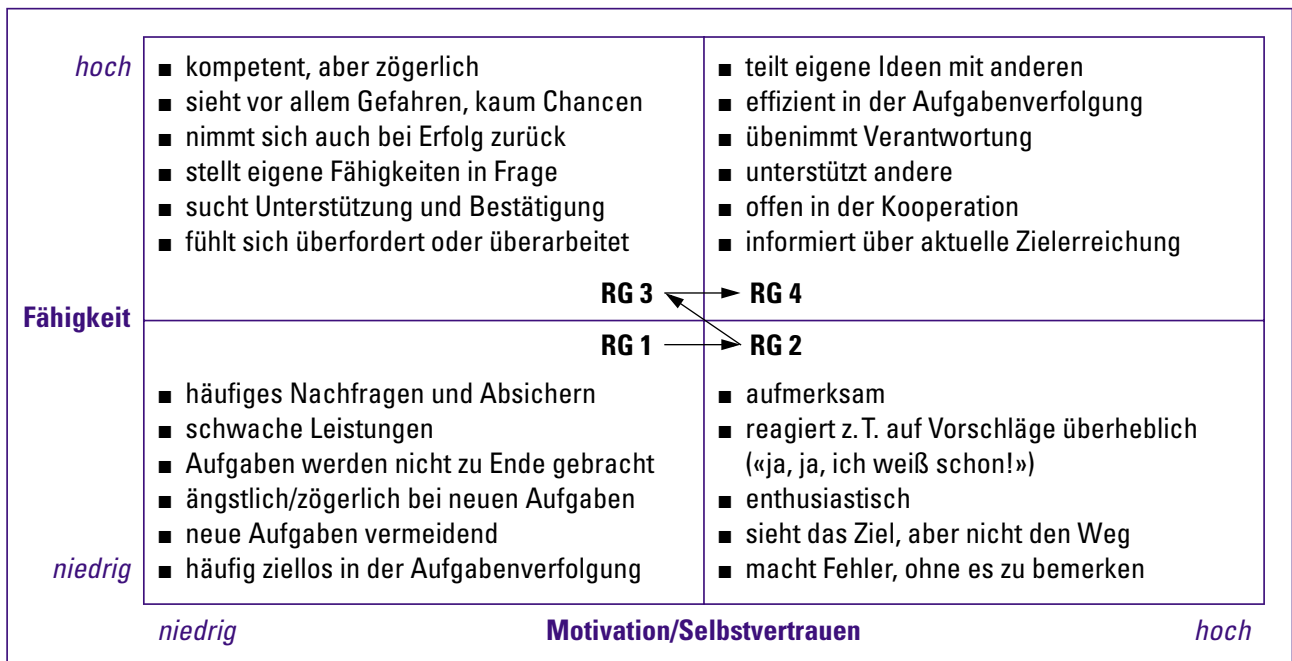 hoch
■ kompetent, aber zögerlich
■ sieht vor allem Gefahren, kaum Chancen
■ nimmt sich auch bei Erfolg zurück
■ stellt eigene Fähigkeiten in Frage
■ sucht Unterstützung und Bestätigung
■ fühlt sich überfordert oder überarbeitet
■ teilt eigene Ideen mit anderen
■ effizient in der Aufgabenverfolgung
■ übenimmt Verantwortung
■ unterstützt andere
■ offen in der Kooperation
■ informiert über aktuelle Zielerreichung
RG 3
RG 4
Fähigkeit
RG 1
RG 2
■ häufiges Nachfragen und Absichern
■ schwache Leistungen
■ Aufgaben werden nicht zu Ende gebracht
■ ängstlich/zögerlich bei neuen Aufgaben
■ neue Aufgaben vermeidend
■ häufig ziellos in der Aufgabenverfolgung
■ aufmerksam
■ reagiert z. T. auf Vorschläge überheblich
(«ja, ja, ich weiß schon!»)
■ enthusiastisch
■ sieht das Ziel, aber nicht den Weg
■ macht Fehler, ohne es zu bemerken
niedrig
niedrig
Motivation/Selbstvertrauen
hoch